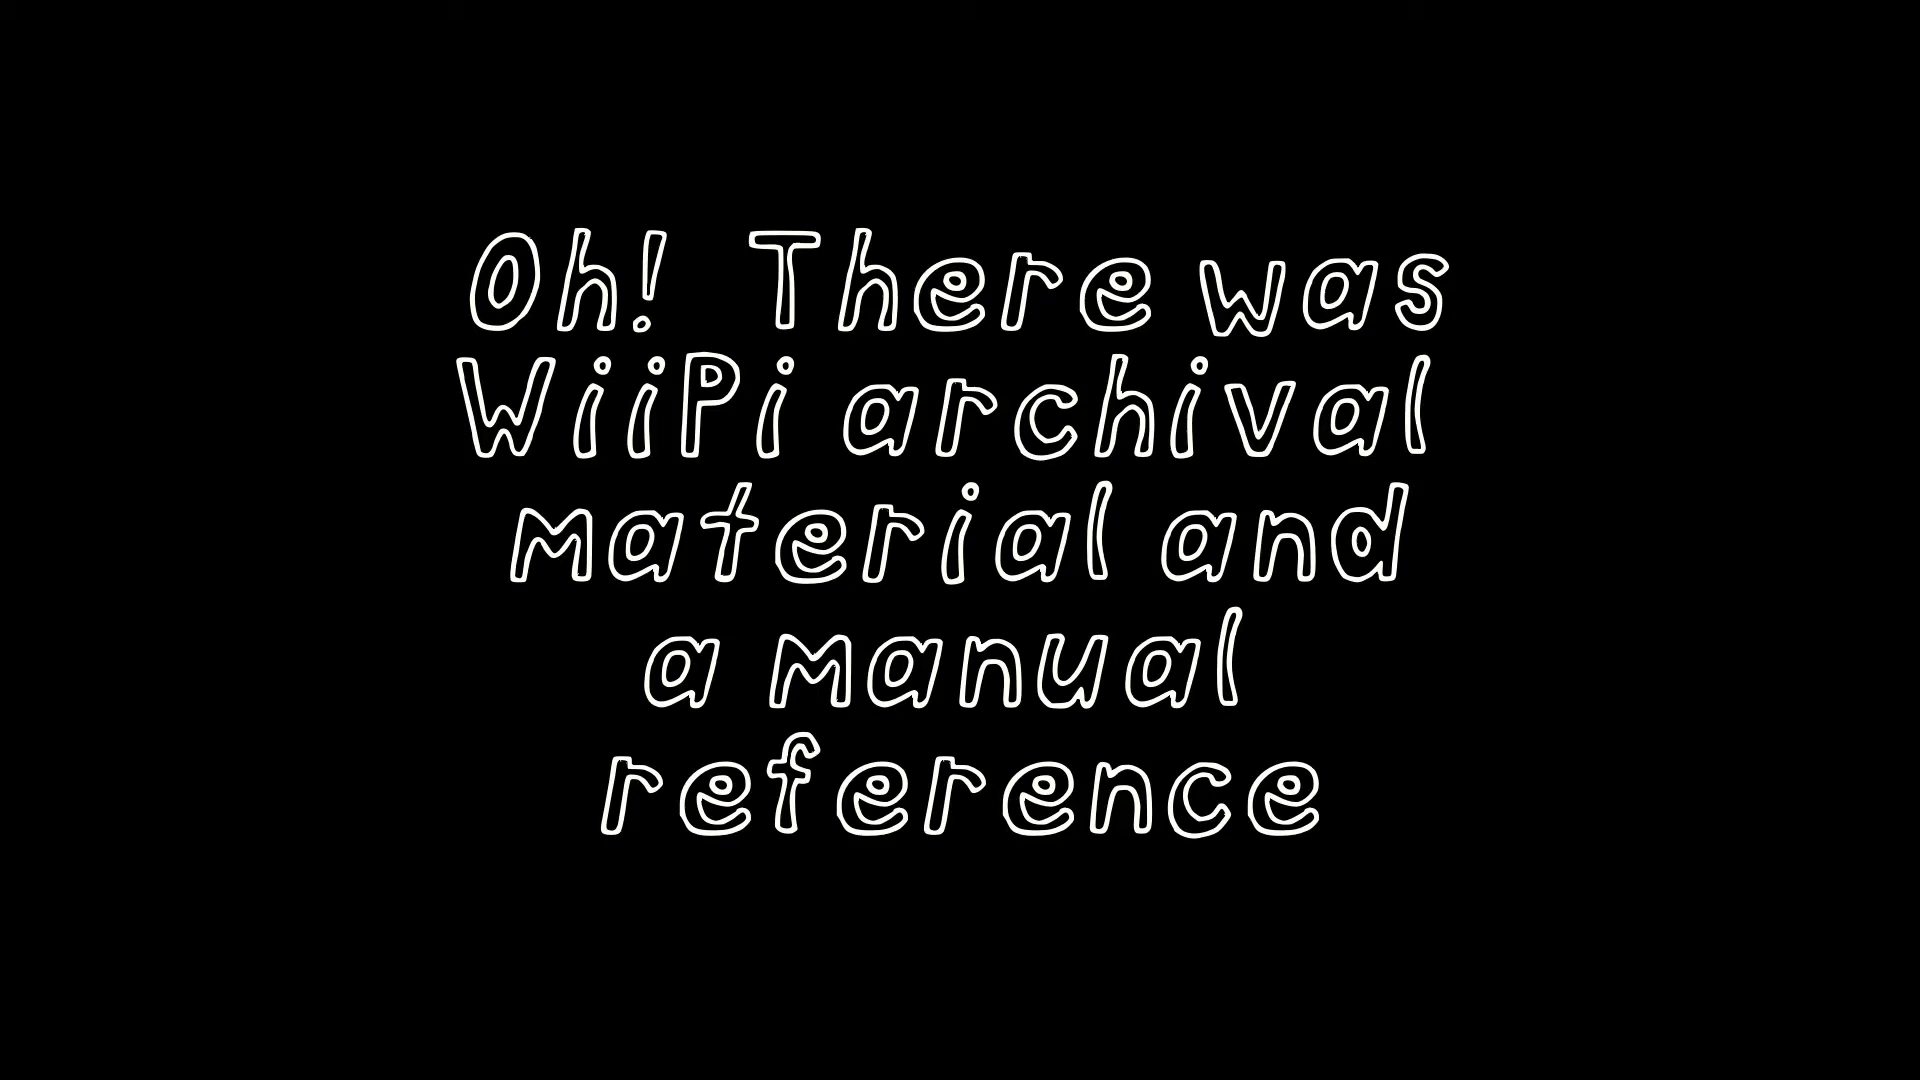 Oh! There was
WiiPi archival
material and
a manual
reference